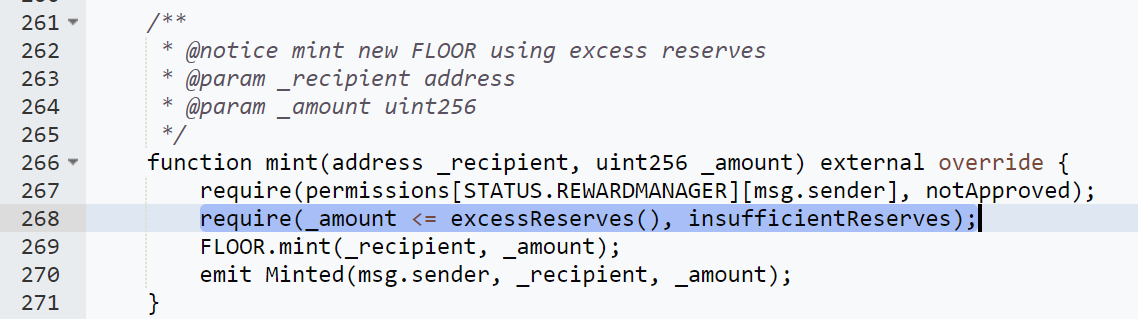 261 /**
262 * @notice mint new FLOOR using excess reserves
263 * @param _recipient address
264 * @param _amount uint256
265 */
266 function mint(address _recipient, uint256 _amount) external override {
267 require(permissions[STATUS.REWARDMANAGER][msg.sender], notApproved);
268 require(_amount <= excessReserves(), insufficientReserves);
269 FLOOR.mint(_recipient, _amount);
270 emit Minted(msg.sender, _recipient, _amount);
271 }